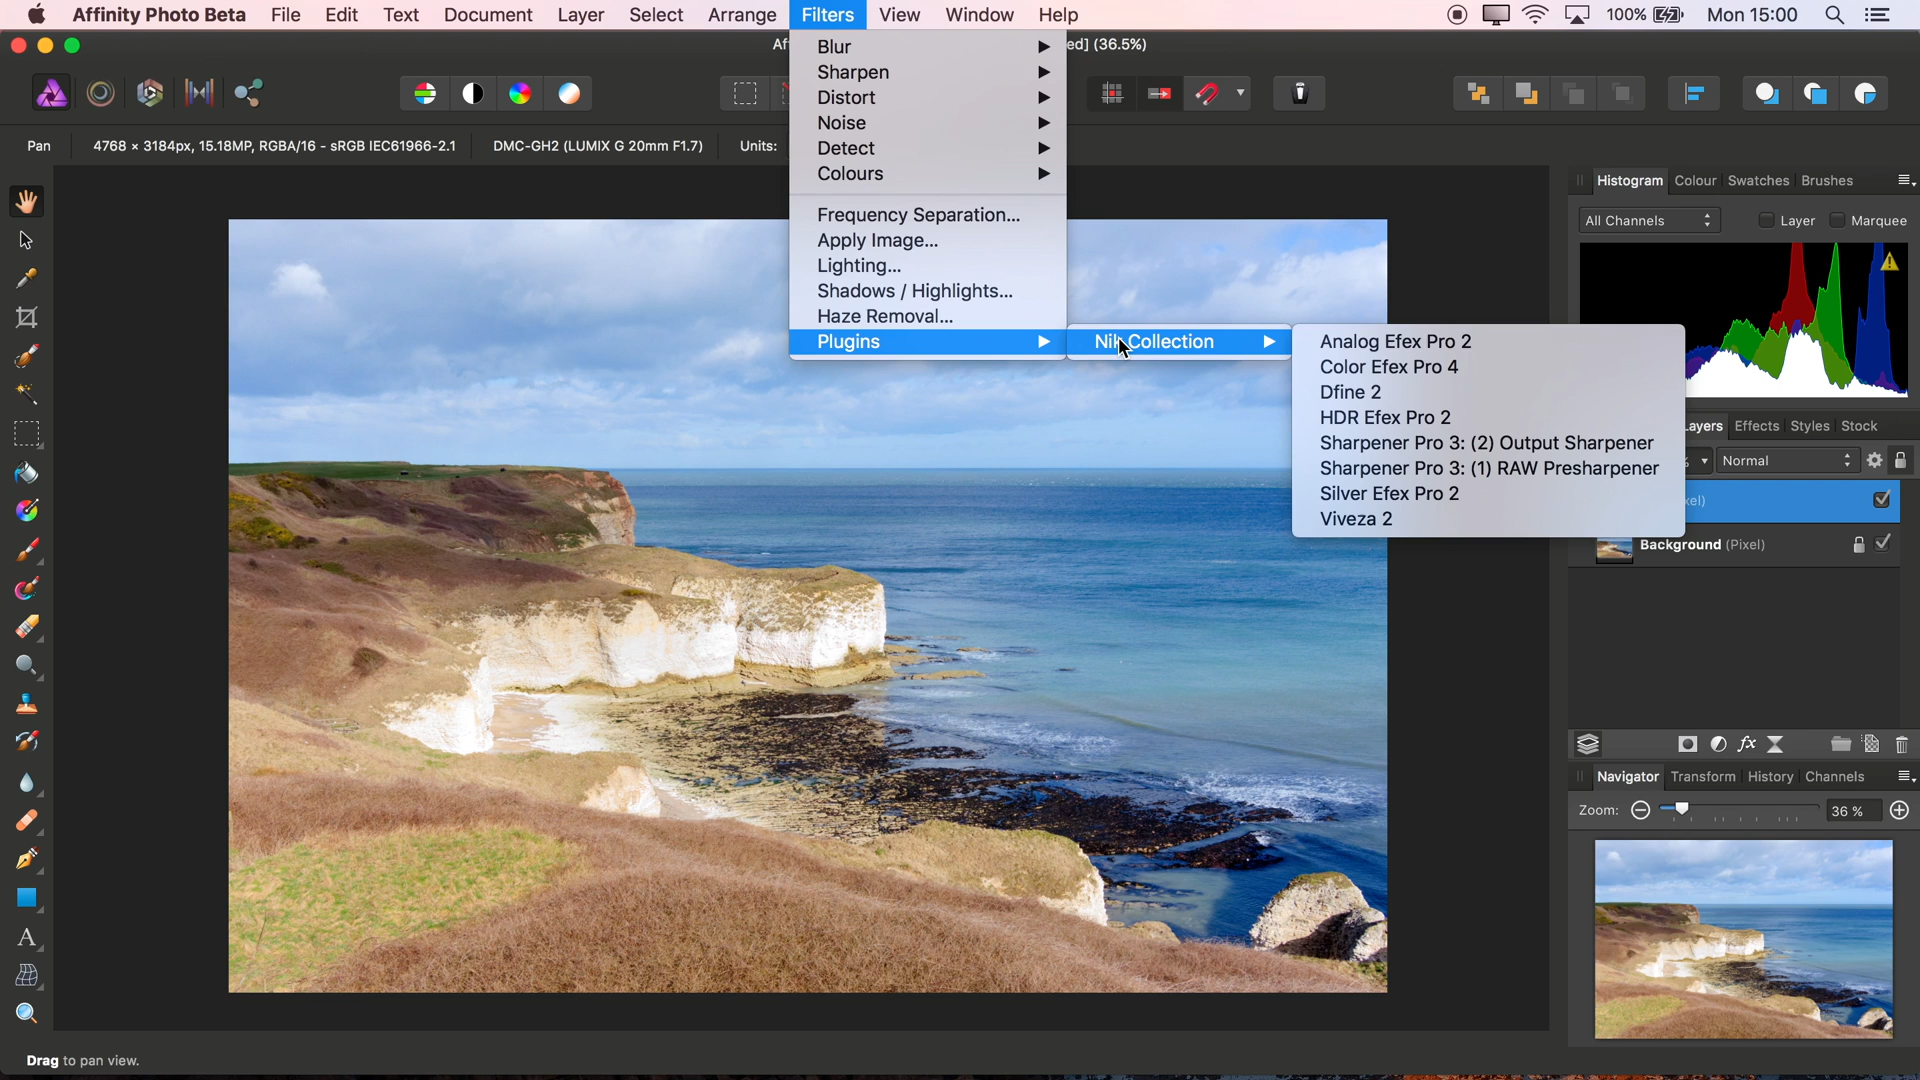 Affinity Photo Beta File Edit Text Document Layer Select Arrange Filters View Window Help 100% Mon 15:00
ed] (36.5%)
Pan 4768 × 3184px, 15.18MP, RGBA/16 - sRGB IEC61966-2.1 DMC-GH2 (LUMIX G 20mm F1.7) Units:
Blur
Sharpen
Distort
Noise
Detect
Colours
Frequency Separation...
Apply Image...
Lighting...
Shadows / Highlights...
Haze Removal...
Plugins
Nik Collection
Analog Efex Pro 2
Color Efex Pro 4
Dfine 2
HDR Efex Pro 2
Sharpener Pro 3: (2) Output Sharpener
Sharpener Pro 3: (1) RAW Presharpener
Silver Efex Pro 2
Viveza 2
Histogram Colour Swatches Brushes
All Channels Layer Marquee
Layers Effects Styles Stock
% Normal
xel)
Background (Pixel)
Navigator Transform History Channels
Zoom: 36 %
Drag to pan view.